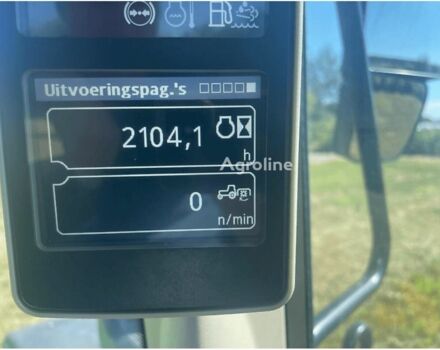 Uitvoeringspag.'s
2104,1
h
Agroline
0
n/min